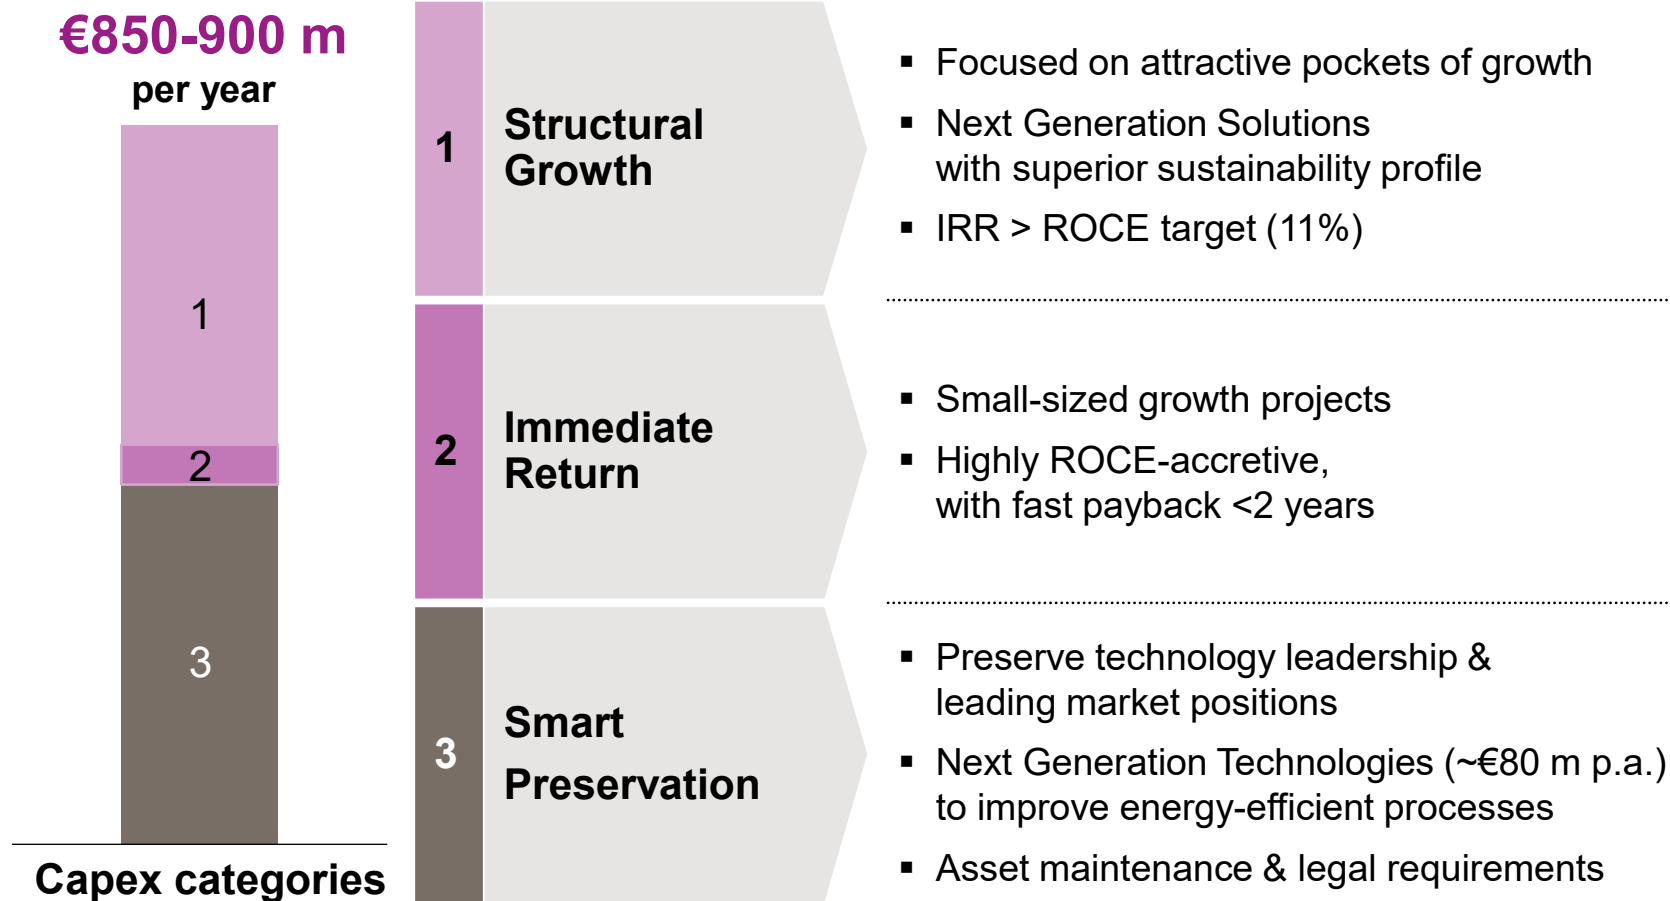 €850-900 m
per year
1
2
3
Capex categories
1
Structural
Growth
▪ Focused on attractive pockets of growth
▪ Next Generation Solutions
with superior sustainability profile
▪ IRR > ROCE target (11%)
2
Immediate
Return
▪ Small-sized growth projects
▪ Highly ROCE-accretive,
with fast payback <2 years
3
Smart
Preservation
▪ Preserve technology leadership &
leading market positions
▪ Next Generation Technologies (~€80 m p.a.)
to improve energy-efficient processes
▪ Asset maintenance & legal requirements